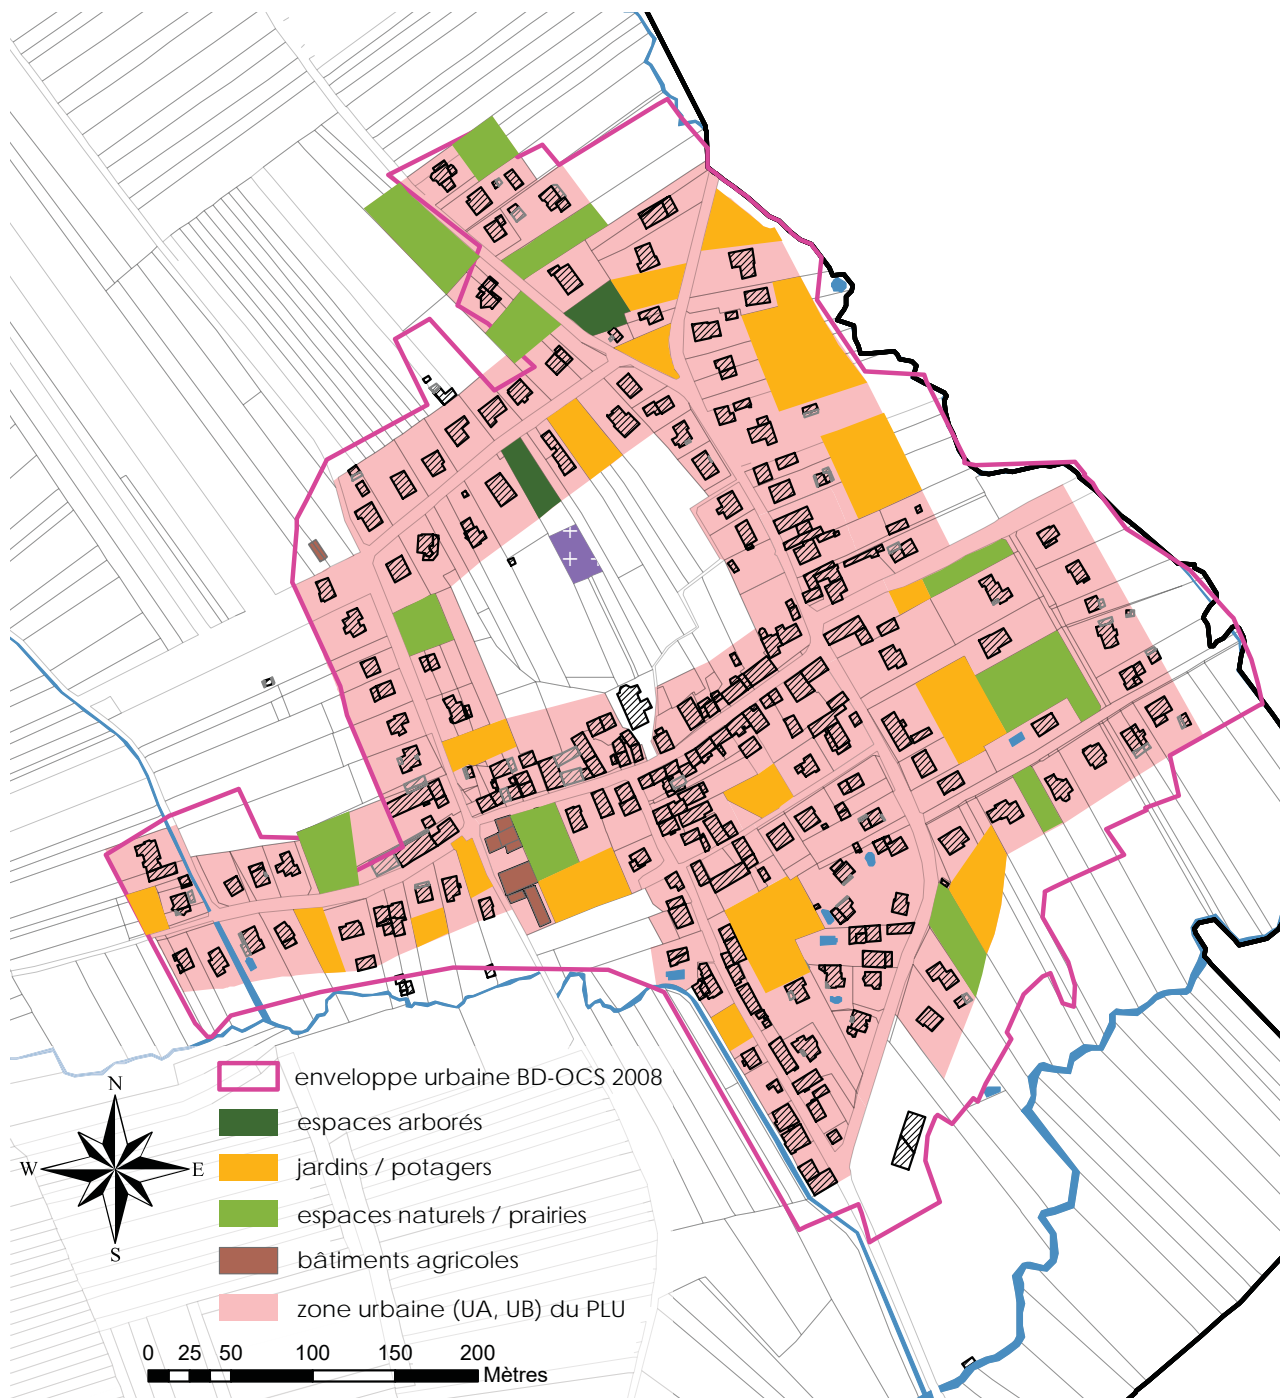 enveloppe urbaine BD-OCS 2008
espaces arborés
jardins / potagers
espaces naturels / prairies
bâtiments agricoles
zone urbaine (UA, UB) du PLU
N
W E
S
0 25 50 100 150 200
Mètres